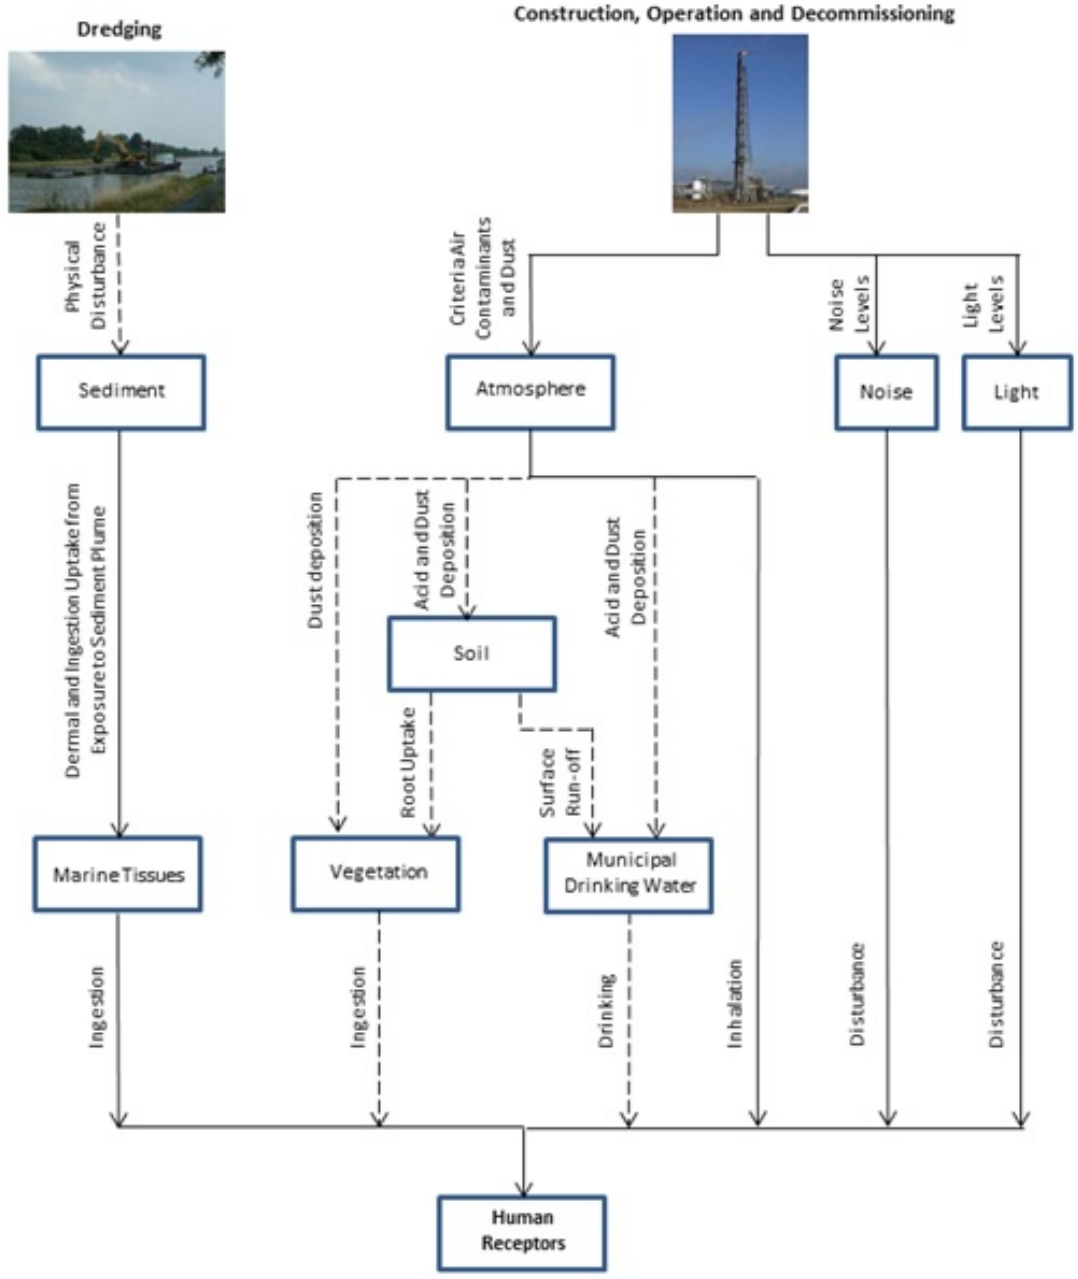 Dredging
Construction, Operation and Decommissioning
Physical
Disturbance
Criteria Air
Contaminants
and Dust
Noise
Levels
Light
Levels
Sediment
Atmosphere
Noise
Light
Dermal and Ingestion Uptake from
Exposure to Sediment Plume
Dust deposition
Acid and Dust
Deposition
Acid and Dust
Deposition
Soil
Root Uptake
Surface
Run-off
Marine Tissues
Vegetation
Municipal
Drinking Water
Ingestion
Ingestion
Drinking
Inhalation
Disturbance
Disturbance
Human
Receptors